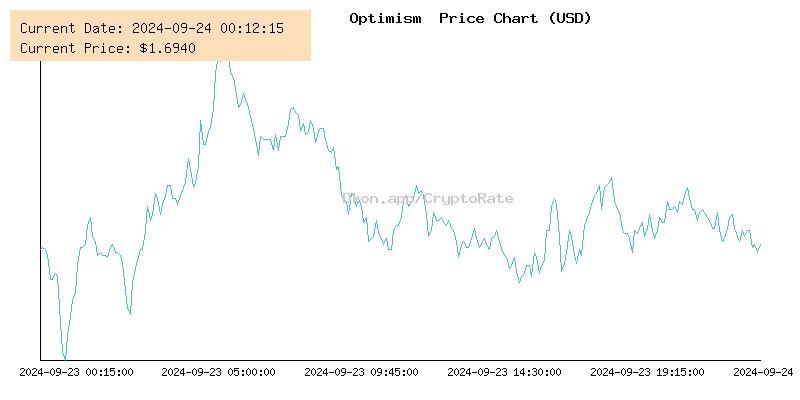 Optimism Price Chart (USD)
Current Date: 2024-09-24 00:12:15
Current Price: $1.6940
Dkon.app/CryptoRate
2024-09-23 00:15:00 2024-09-23 05:00:00 2024-09-23 09:45:00 2024-09-23 14:30:00 2024-09-23 19:15:00 2024-09-24